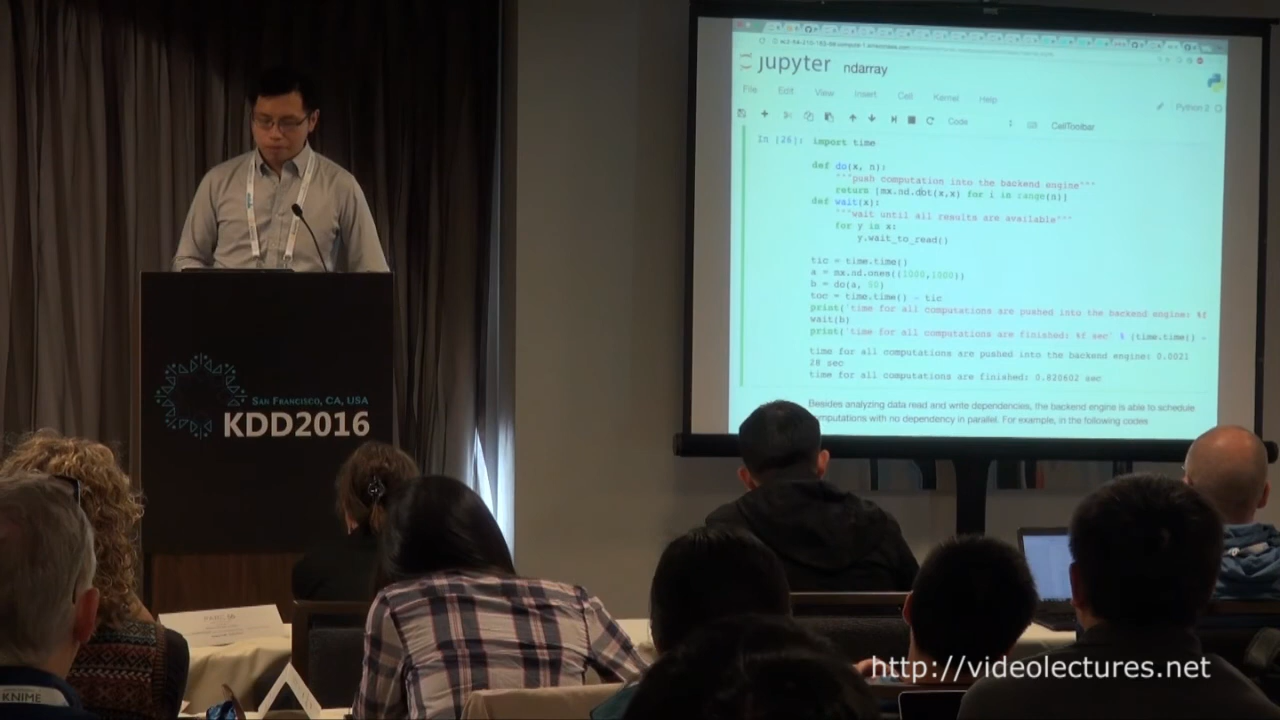 jupyter ndarray
File Edit View Insert Cell Kernel Help
Python 2
Code CellToolbar
In [26]: import time
def do(x, n):
"""push computation into the backend engine"""
return [mx.nd.dot(x,x) for i in range(n)]
def wait(x):
"""wait until all results are available"""
for y in x:
y.wait_to_read()
tic = time.time()
a = mx.nd.ones((1000,1000))
b = do(a, 50)
toc = time.time() - tic
print('time for all computations are pushed into the backend engine: %f
wait(b)
print('time for all computations are finished: %f sec' % (time.time() -
time for all computations are pushed into the backend engine: 0.0021
28 sec
time for all computations are finished: 0.820602 sec
Besides analyzing data read and write dependencies, the backend engine is able to schedule
computations with no dependency in parallel. For example, in the following codes
SAN FRANCISCO, CA, USA
KDD2016
KNIME
http://videolectures.net